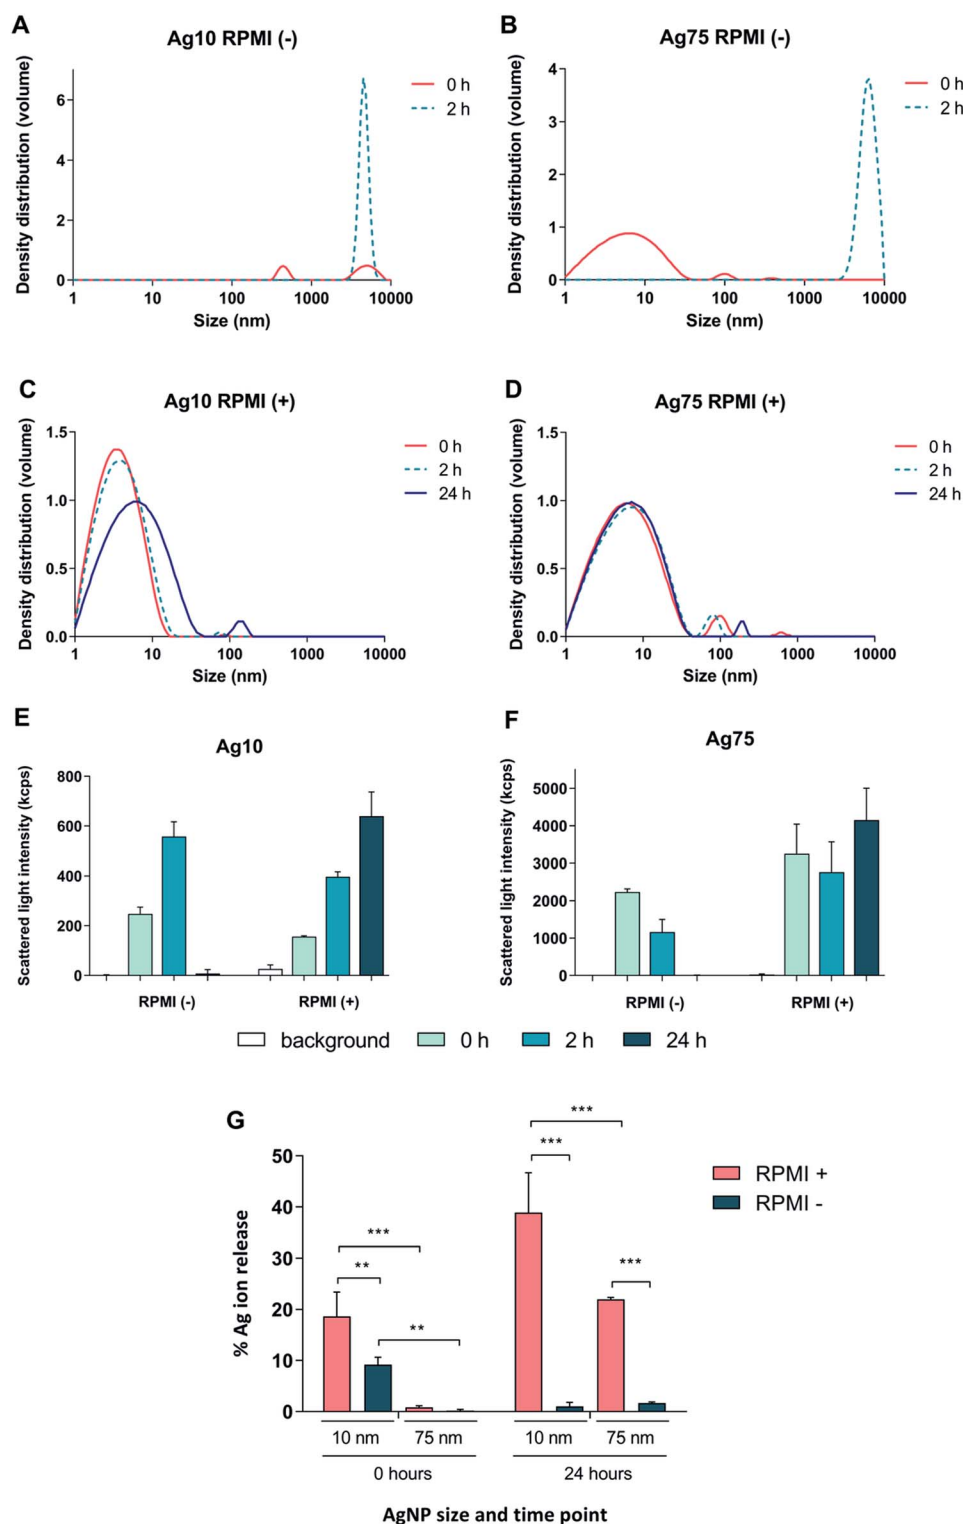 A
Ag10 RPMI (-)
Density distribution (volume)
6
4
2
0
1
10
100
1000
10000
Size (nm)
0 h
2 h
B
Ag75 RPMI (-)
Density distribution (volume)
4
3
2
1
0
1
10
100
1000
10000
Size (nm)
0 h
2 h
C
Ag10 RPMI (+)
Density distribution (volume)
1.5
1.0
0.5
0.0
1
10
100
1000
10000
Size (nm)
0 h
2 h
24 h
D
Ag75 RPMI (+)
Density distribution (volume)
1.5
1.0
0.5
0.0
1
10
100
1000
10000
Size (nm)
0 h
2 h
24 h
E
Ag10
Scattered light intensity (kcps)
800
600
400
200
0
RPMI (-)
RPMI (+)
F
Ag75
Scattered light intensity (kcps)
5000
4000
3000
2000
1000
0
RPMI (-)
RPMI (+)
background
0 h
2 h
24 h
G
% Ag ion release
50
40
30
20
10
0
***
**
**
***
***
***
RPMI +
RPMI -
10 nm
75 nm
10 nm
75 nm
0 hours
24 hours
AgNP size and time point